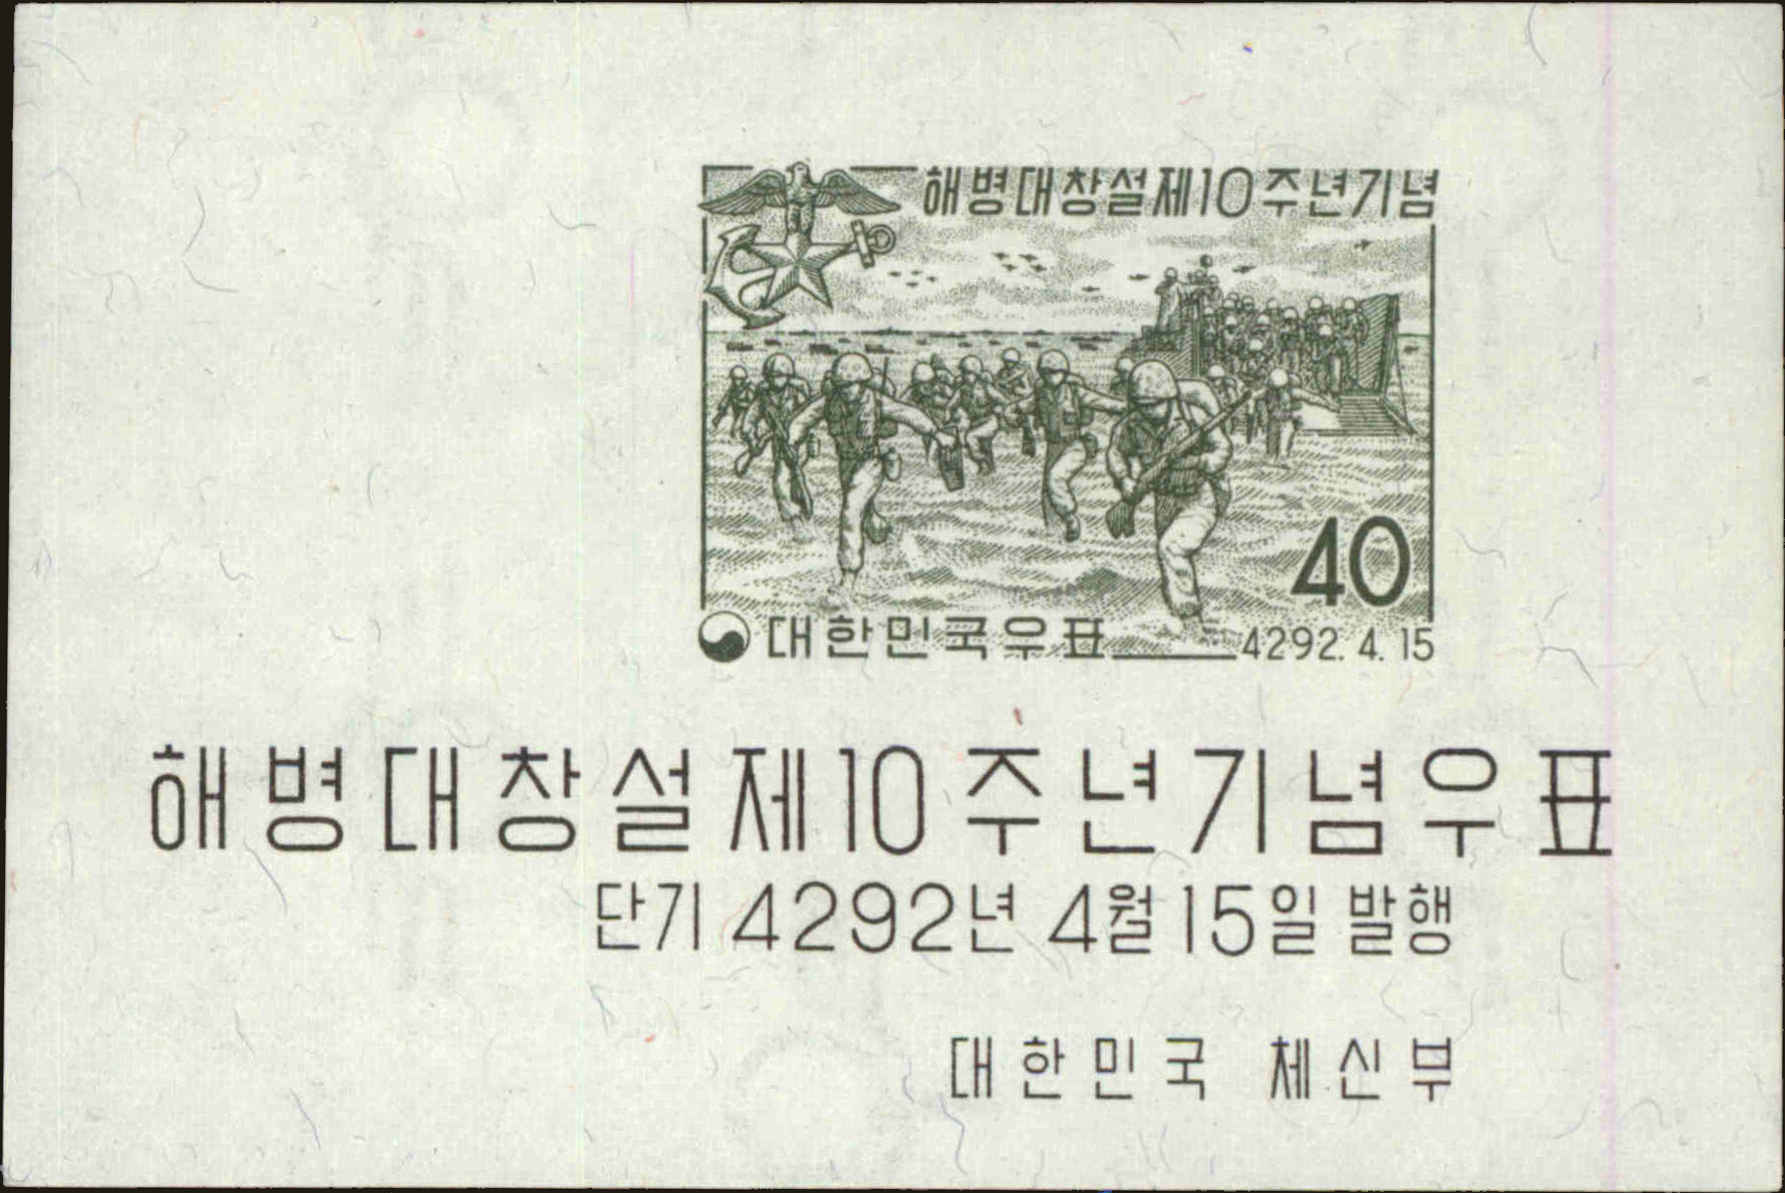 해병대창설제10주년기념
40
대한민국우표 4292.4.15
해병대창설제10주년기념우표
단기 4292년 4월 15일 발행
대한민국 체신부